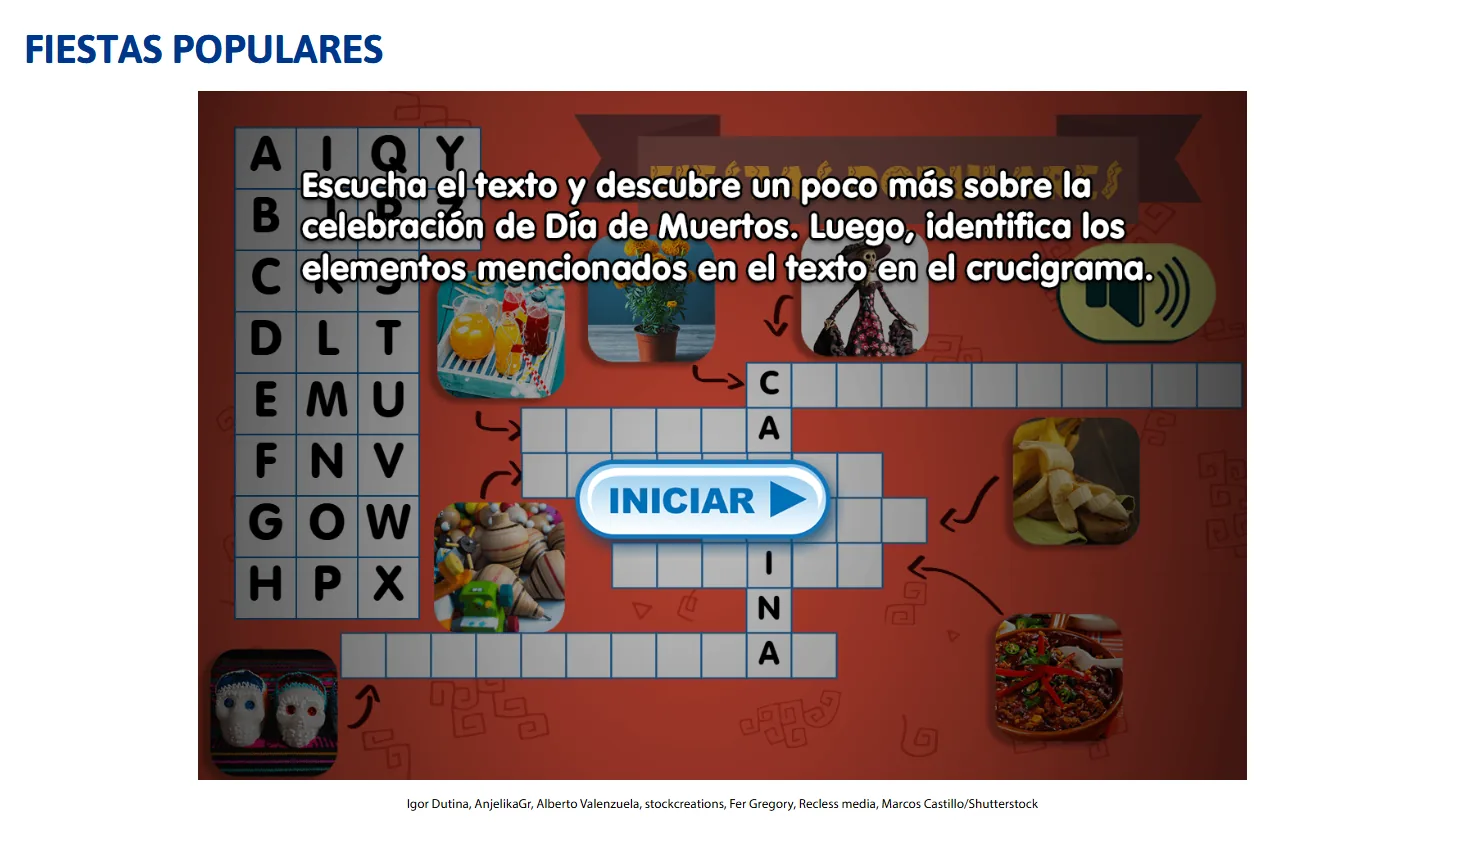 FIESTAS POPULARES
FIESTAS POPULARES
Escucha el texto y descubre un poco más sobre la
celebración de Día de Muertos. Luego, identifica los
elementos mencionados en el texto en el crucigrama.
A I Q Y
B J R Z
C K S
D L T
E M U
F N V
G O W
H P X
C
A
INICIAR
I
N
A
Igor Dutina, AnjelikaGr, Alberto Valenzuela, stockcreations, Fer Gregory, Recless media, Marcos Castillo/Shutterstock